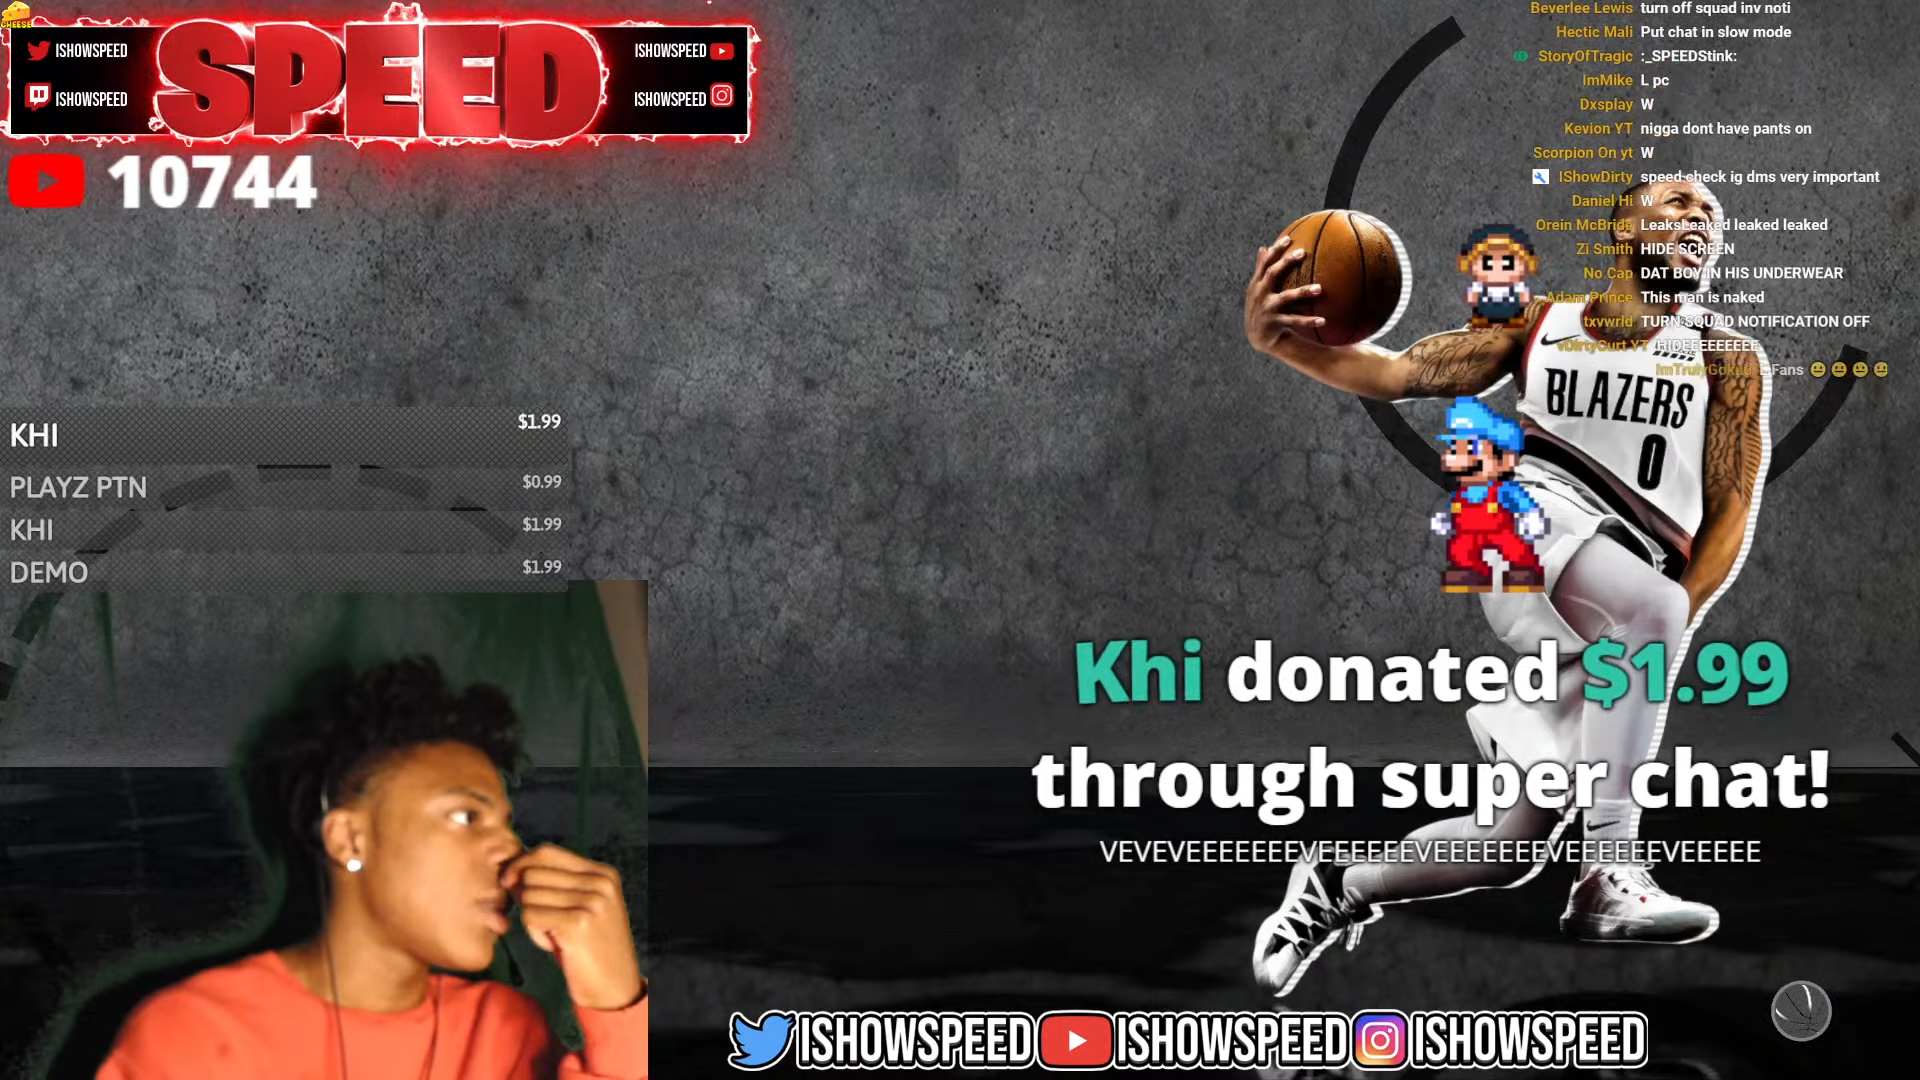 CHEESE
ISHOWSPEED
SPEED
ISHOWSPEED
ISHOWSPEED
ISHOWSPEED
10744
KHI $1.99
PLAYZ PTN $0.99
KHI $1.99
DEMO $1.99
Beverlee Lewis turn off squad inv noti
Hectic Mali Put chat in slow mode
StoryOfTragic :_SPEEDStink:
ImMike L pc
Dxsplay W
Kevion YT nigga dont have pants on
Scorpion On yt W
IShowDirty speed check ig dms very important
Daniel Hi W
Orein McBride LeaksLeaked leaked leaked
Zi Smith HIDE SCREEN
No Cap DAT BOY IN HIS UNDERWEAR
Adam Prince This man is naked
txvwrld TURN SQUAD NOTIFICATION OFF
vDirtyCurt YT HIDEEEEEEEEE
L Fans
BLAZERS
0
Khi donated $1.99
through super chat!
VEVEVEEEEEEEVEEEEEEVEEEEEEEVEEEEEEVEEEEE
ISHOWSPEED ISHOWSPEED ISHOWSPEED